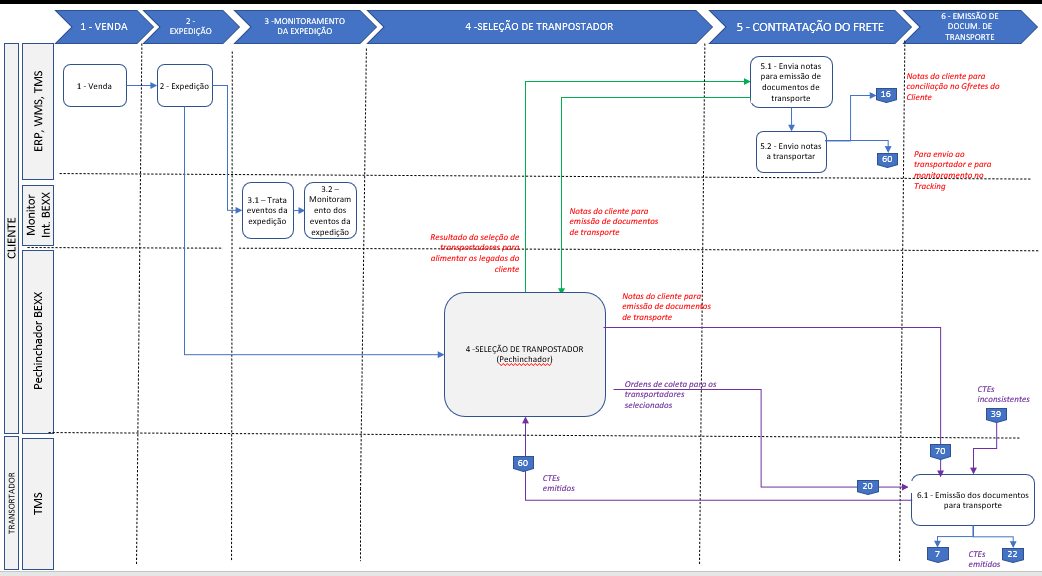 1 - VENDA
2 -
EXPEDIÇÃO
3 -MONITORAMENTO
DA EXPEDIÇÃO
4 -SELEÇÃO DE TRANPOSTADOR
5 - CONTRATAÇÃO DO FRETE
6 - EMISSÃO DE
DOCUM. DE
TRANSPORTE
CLIENTE
ERP, WMS, TMS
1 - Venda
2 - Expedição
5.1 - Envia notas
para emissão de
documentos de
transporte
5.2 - Envio notas
a transportar
16
Notas do cliente para
conciliação no Gfretes do
Cliente
60
Para envio ao
transportador e para
monitoramento no
Tracking
Monitor
Int. BEXX
3.1 – Trata
eventos da
expedição
3.2 –
Monitoram
ento dos
eventos da
expedição
Resultado da seleção de
transportadores para
alimentar os legados do
cliente
Notas do cliente para
emissão de documentos
de transporte
Pechinchador BEXX
4 -SELEÇÃO DE TRANPOSTADOR
(Pechinchador)
Notas do cliente para
emissão de documentos
de transporte
Ordens de coleta para os
transportadores
selecionados
CTEs
inconsistentes
39
TRANSORTADOR
TMS
60
CTEs
emitidos
70
20
6.1 - Emissão dos documentos
para transporte
7
CTEs
emitidos
22